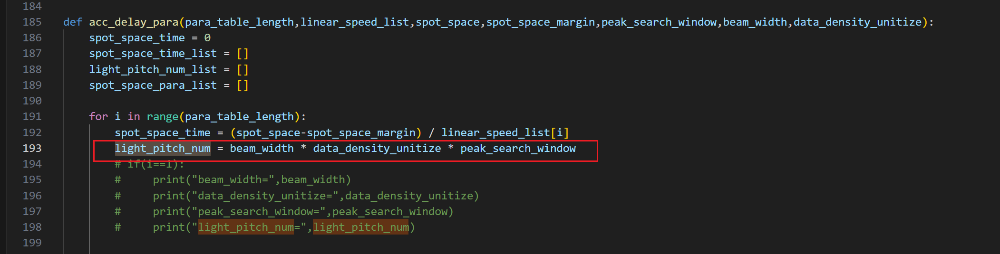 184
185 def acc_delay_para(para_table_length,linear_speed_list,spot_space,spot_space_margin,peak_search_window,beam_width,data_density_unitize):
186 spot_space_time = 0
187 spot_space_time_list = []
188 light_pitch_num_list = []
189 spot_space_para_list = []
190
191 for i in range(para_table_length):
192 spot_space_time = (spot_space-spot_space_margin) / linear_speed_list[i]
193 light_pitch_num = beam_width * data_density_unitize * peak_search_window
194 # if(i==1):
195 # print("beam_width=",beam_width)
196 # print("data_density_unitize=",data_density_unitize)
197 # print("peak_search_window=",peak_search_window)
198 # print("light_pitch_num=",light_pitch_num)
199